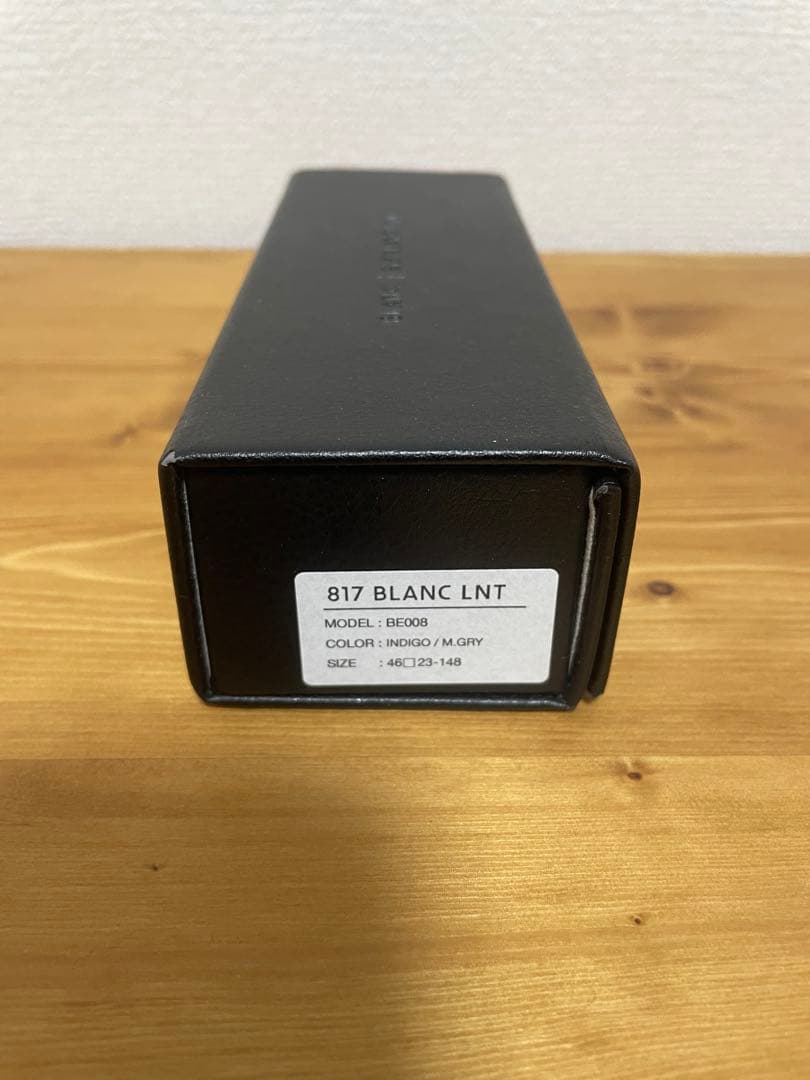 817 BLANC LNT
MODEL : BE008
COLOR : INDIGO / M.GRY
SIZE : 46□23-148